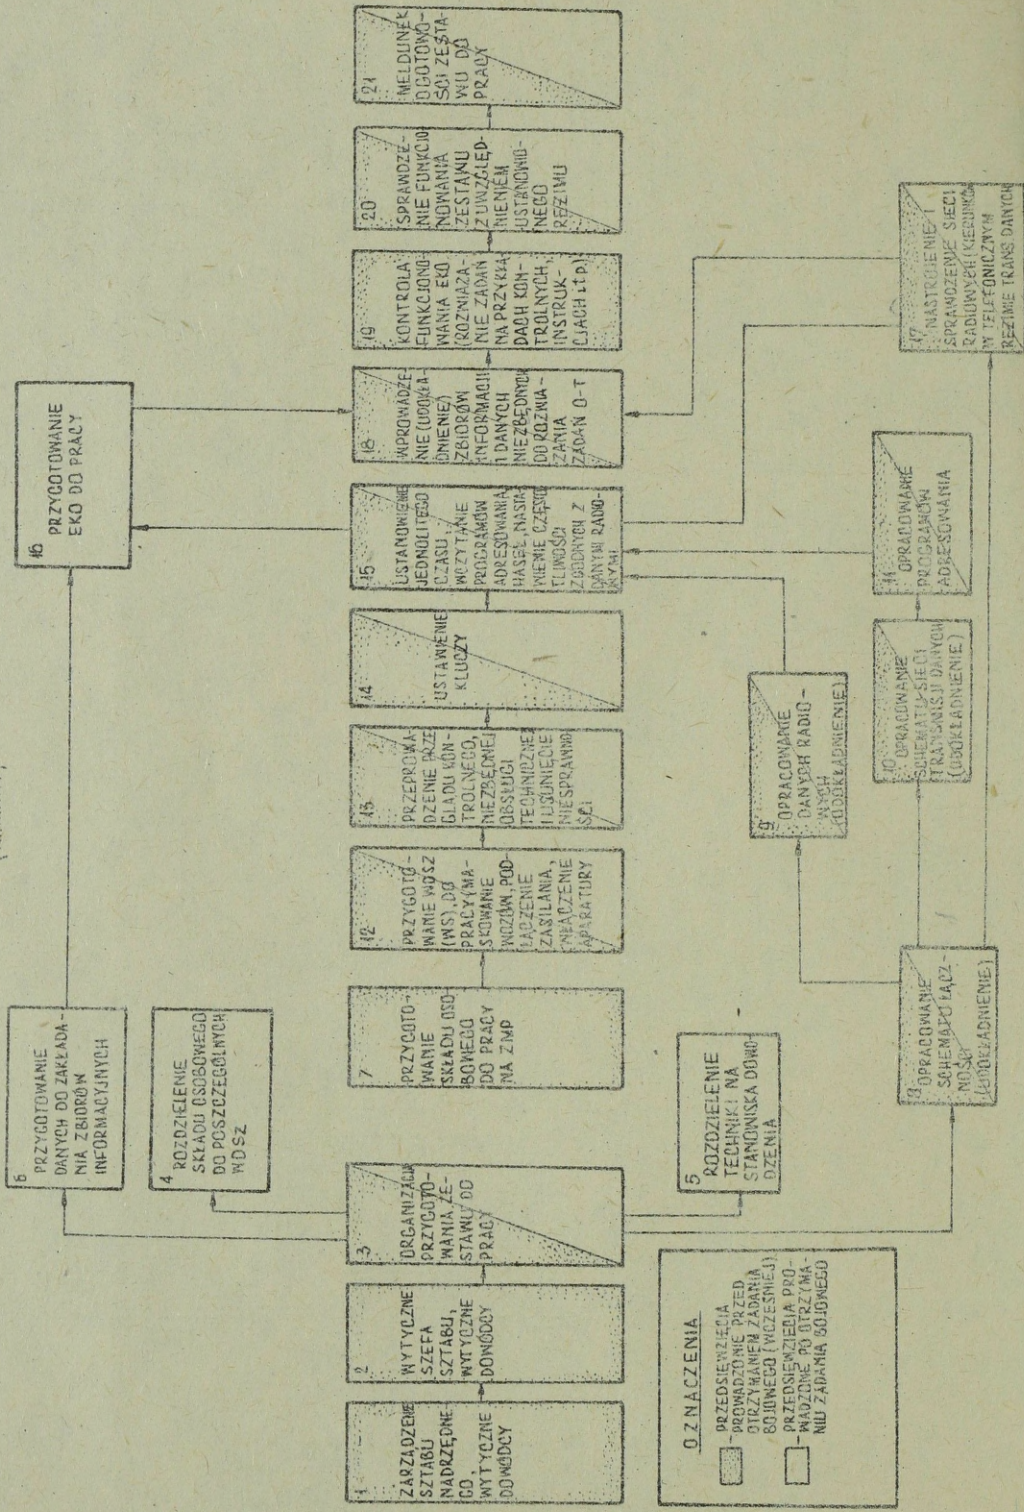 1
ZARZĄDZENIE
SZTABU
NADRZĘDNE-
GO,
WYTYCZNE
DOWÓDCY
2
WYTYCZNE
SZEFA
SZTABU,
WYTYCZNE
DOWÓDCY
3
ORGANIZACJA
PRZYGOTO-
WANIA ZE-
STAWU DO
PRACY
6
PRZYGOTOWANIE
DANYCH DO ZAKŁADA-
NIA ZBIORÓW
INFORMACYJNYCH
4
ROZDZIELENIE
SKŁADU OSOBOWEGO
DO POSZCZEGÓLNYCH
WDSZ
5
ROZDZIELENIE
TECHNIKI NA
STANOWISKA DOWO-
DZENIA
7
PRZYGOTO-
WANIE
SKŁADU OSO
BOWEGO
DO PRACY
NA ZMP
8
OPRACOWANIE
SCHEMATU ŁĄCZ-
NOŚCI
(UDOKŁADNIENIE)
9
OPRACOWANIE
DANYCH RADIO-
WYCH
(UDOKŁADNIENIE)
10
OPRACOWANIE
SCHEMATU SIECI
TRANSMISJI DANYCH
(UDOKŁADNIENIE)
11
OPRACOWANIE
PROGRAMÓW
ADRESOWANIA
12
PRZYGOTO-
WANIE WDSZ
(WS), DO
PRACY (MA-
SKOWANIE
WOZÓW, POD-
ŁĄCZENIE
ZASILANIA,
WŁĄCZENIE
APARATURY
13
PRZEPROWA-
DZENIE PRZE
GLĄDU KON-
TROLNEGO,
NIEZBĘDNEJ
OBSŁUGI
TECHNICZNEJ
I USUNIĘCIE
NIESPRAWNO
ŚCI
14
USTAWIENIE
KLUCZY
15
USTANOWIENIE
JEDNOLITEGO
CZASU,
WCZYTANIE
PROGRAMÓW
ADRESOWANIA
HASEŁ, NASTA-
WIENIE CZĘSTO
TLIWOŚCI
ZGODNYCH Z
DANYMI RADIO-
WYMI
16
PRZYGOTOWANIE
EKO DO PRACY
17
NASTROJENIE I
SPRAWDZENIE SIECI
RADIOWYCH (KIERUNKÓ
W TELEFONICZNYM
REŻIMIE TRANS. DANYCH
18
WPROWADZE
NIE (UDOKŁA-
DNIENIE)
ZBIORÓW
INFORMACJI
I DANYCH
NIEZBĘDNYCH
DO ROZWIĄ-
ZANIA
ZADAŃ O-T
19
KONTROLA
FUNKCJONO-
WANIA EKO
(ROZWIĄZA-
NIE ZADAŃ
NA PRZYKŁA-
DACH KON-
TROLNYCH,
INSTRUK-
CJACH itp.)
20
SPRAWDZE-
NIE FUNKCJO
NOWANIA
ZESTAWU
Z UWZGLĘD-
NIENIEM
USTANOWIO-
NEGO
REŻIMU
21
MELDUNEK
O GOTOWO-
ŚCI ZESTA-
WU DO
PRACY
OZNACZENIA
- PRZEDSIĘWZIĘCIA
PROWADZONE PRZED
OTRZYMANIEM ZADANIA
BOJOWEGO (WCZEŚNIEJ)
- PRZEDSIĘWZIĘCIA PRO-
WADZONE PO OTRZYMA-
NIU ZADANIA BOJOWEGO